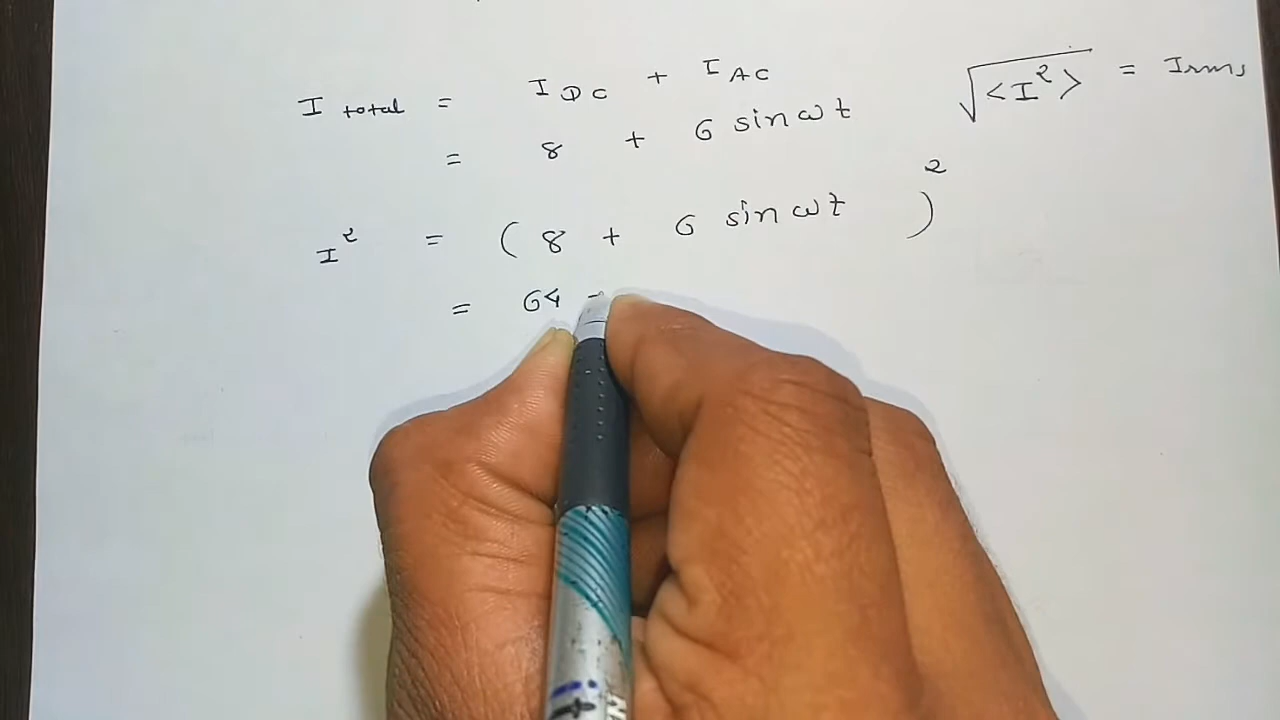 I total = I DC + I AC
√<I²> = Irms
= 8 + 6 sin ωt
I² = ( 8 + 6 sin ωt )²
= 64